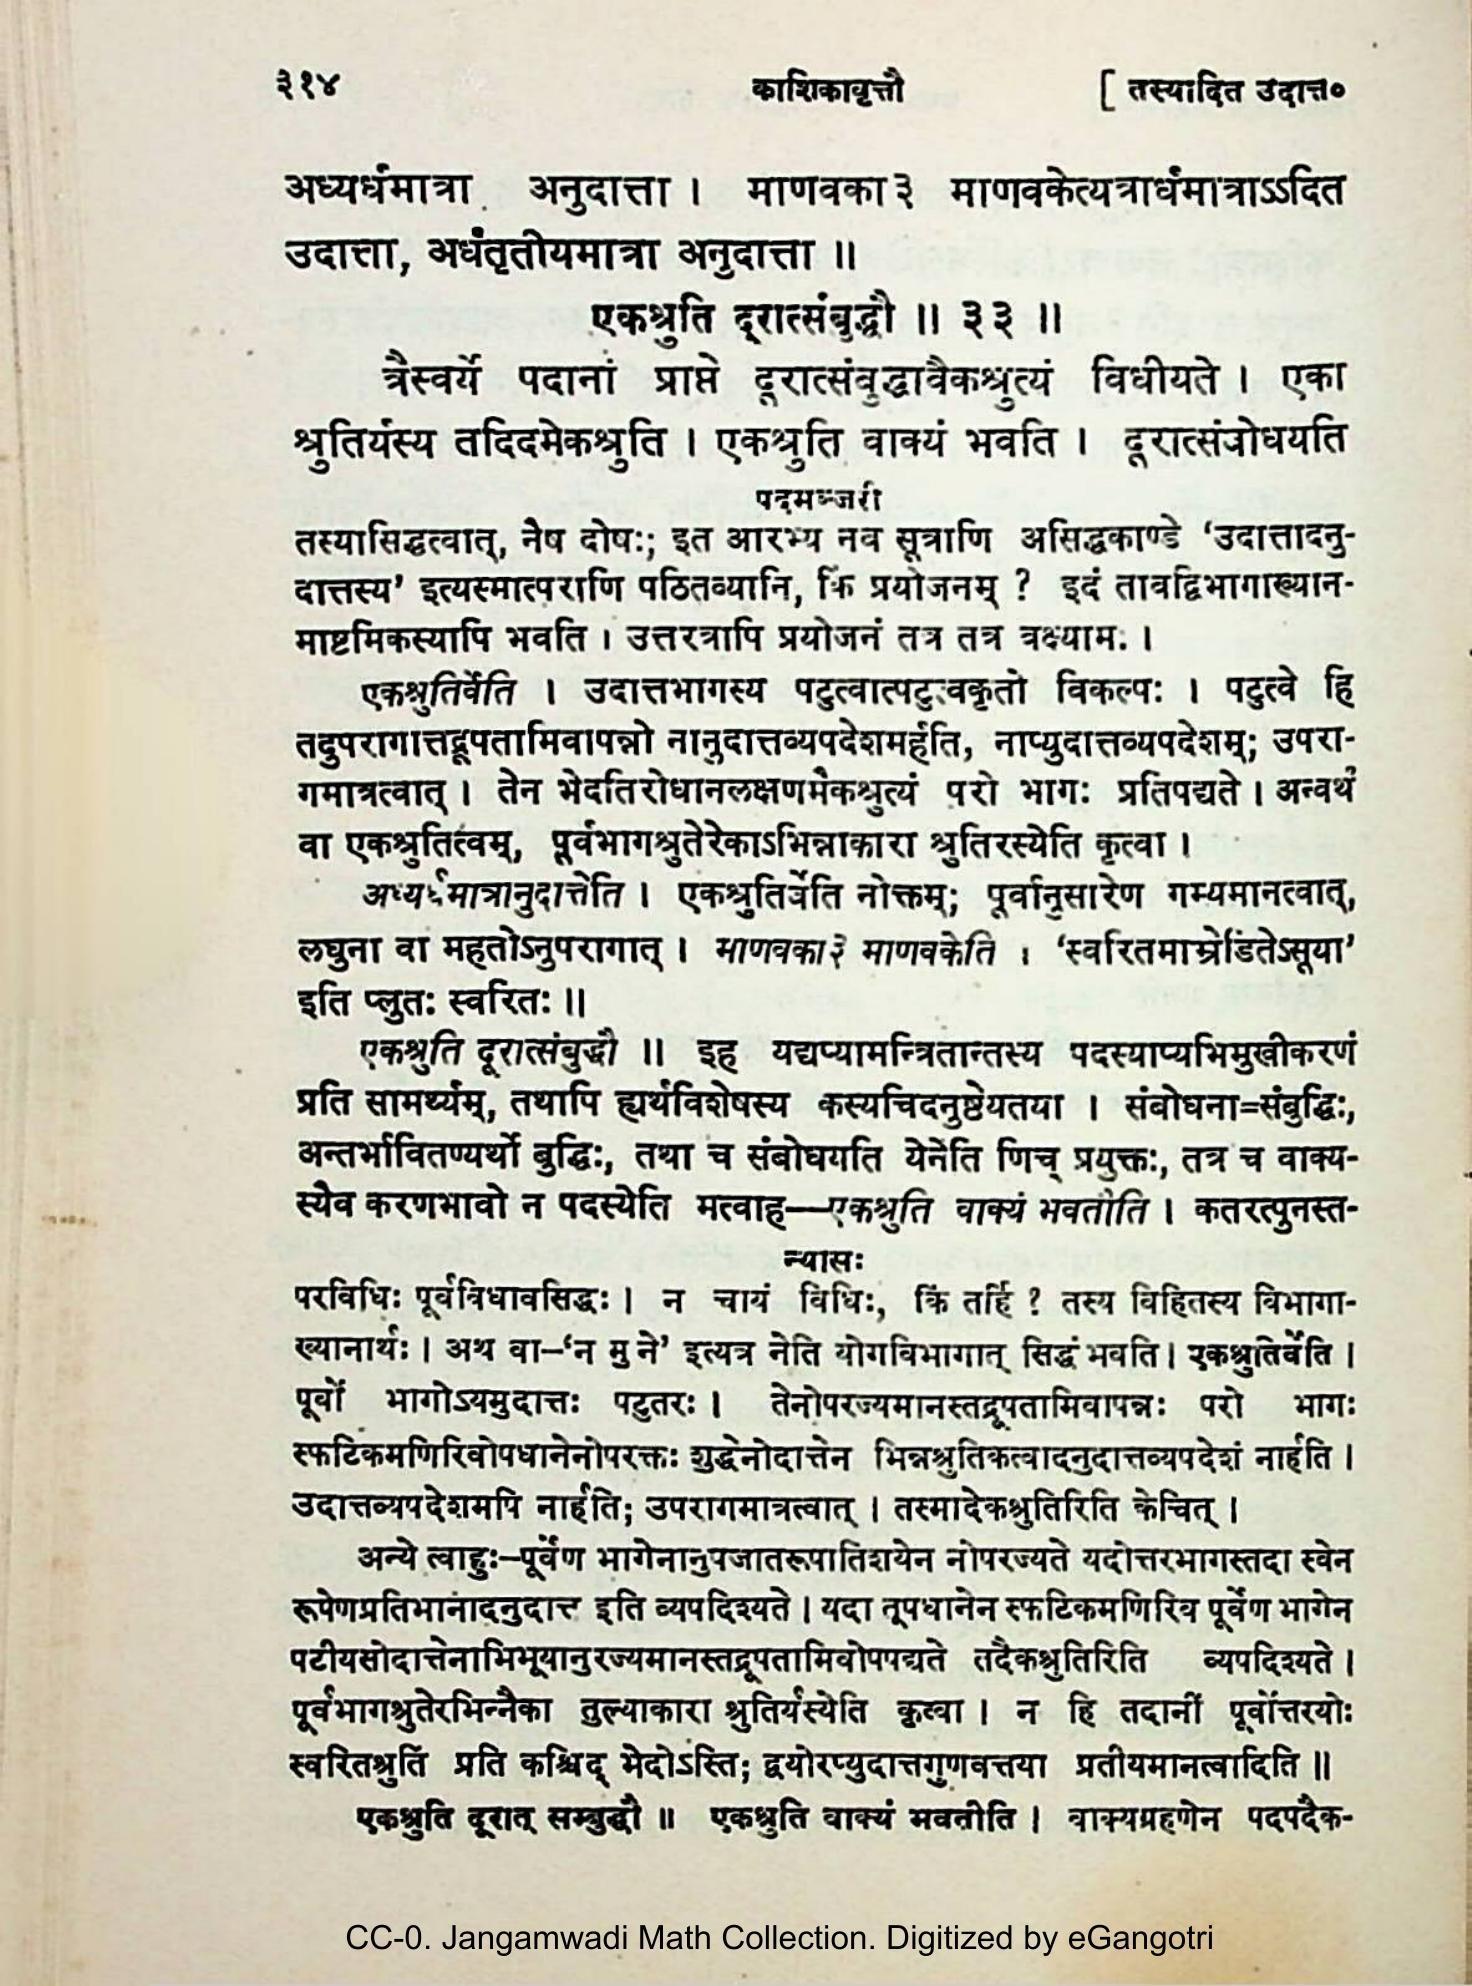 ३१४ काशिकावृत्तौ [ तस्यादित उदात्त०
अध्यर्धमात्रा अनुदात्ता । माणवका३ माणवकेत्यत्रार्धमात्राऽऽदित
उदात्ता, अर्धतृतीयमात्रा अनुदात्ता ॥
एकश्रुति दूरात्संबुद्धौ ॥ ३३ ॥
त्रैस्वर्ये पदानां प्राप्ते दूरात्संबुद्धावैकश्रुत्यं विधीयते । एका
श्रुतिर्यस्य तदिदमेकश्रुति । एकश्रुति वाक्यं भवति । दूरात्संबोधयति
पदमञ्जरी
तस्यासिद्धत्वात्, नैष दोषः; इत आरभ्य नव सूत्राणि असिद्धकाण्डे ‘उदात्तादनु-
दात्तस्य’ इत्यस्मात्पराणि पठितव्यानि, किं प्रयोजनम् ? इदं तावद्विभागाख्यान-
माष्टमिकस्यापि भवति । उत्तरत्रापि प्रयोजनं तत्र तत्र वक्ष्यामः ।
एकश्रुतिर्वेति । उदात्तभागस्य पटुत्वात्पटुत्वकृतो विकल्पः । पटुत्वे हि
तदुपरागात्तद्रूपतामिवापन्नो नानुदात्तव्यपदेशमर्हति, नाप्युदात्तव्यपदेशम्; उपरा-
गमात्रत्वात् । तेन भेदतिरोधानलक्षणमैकश्रुत्यं परो भागः प्रतिपद्यते । अन्वर्थं
वा एकश्रुतित्वम्, पूर्वभागश्रुतेरेकाऽभिन्नाकारा श्रुतिरस्येति कृत्वा ।
अध्यर्धमात्रानुदात्तेति । एकश्रुतिर्वेति नोक्तम्; पूर्वानुसारेण गम्यमानत्वात्,
लघुना वा महतोऽनुपरागात् । माणवका३ माणवकेति । ‘स्वरितमाम्रेडितेऽसूया’
इति प्लुतः स्वरितः ॥
एकश्रुति दूरात्संबुद्धौ ॥ इह यद्यप्यामन्त्रितान्तस्य पदस्याप्यभिमुखीकरणं
प्रति सामर्थ्यम्, तथापि ह्यर्थविशेषस्य कस्यचिदनुष्ठेयतया । संबोधना=संबुद्धिः,
अन्तर्भावितण्यर्थो बुद्धिः, तथा च संबोधयति येनेति णिच् प्रयुक्तः, तत्र च वाक्य-
स्यैव करणभावो न पदस्येति मत्वाह—एकश्रुति वाक्यं भवतीति । कतरत्पुनस्त-
न्यासः
परविधिः पूर्वविधावसिद्धः । न चायं विधिः, किं तर्हि ? तस्य विहितस्य विभागा-
ख्यानार्थः । अथ वा–‘न मु ने’ इत्यत्र नेति योगविभागात् सिद्धं भवति । एकश्रुतिर्वेति ।
पूर्वो भागोऽयमुदात्तः पटुतरः । तेनोपरज्यमानस्तद्रूपतामिवापन्नः परो भागः
स्फटिकमणिरिवोपधानेनोपरक्तः शुद्धेनोदात्तेन भिन्नश्रुतिकत्वादनुदात्तव्यपदेशं नार्हति ।
उदात्तव्यपदेशमपि नार्हति; उपरागमात्रत्वात् । तस्मादेकश्रुतिरिति केचित् ।
अन्ये त्वाहुः–पूर्वेण भागेनानुपजातरूपातिशयेन नोपरज्यते यदोत्तरभागस्तदा स्वेन
रूपेणप्रतिभानादनुदात्त इति व्यपदिश्यते । यदा तूपधानेन स्फटिकमणिरिव पूर्वेण भागेन
पटीयसोदात्तेनाभिभूयानुरज्यमानस्तद्रूपतामिवोपपद्यते तदैकश्रुतिरिति व्यपदिश्यते ।
पूर्वभागश्रुतेरभिन्नैका तुल्याकारा श्रुतिर्यस्येति कृत्वा । न हि तदानीं पूर्वोत्तरयोः
स्वरितश्रुतिं प्रति कश्चिद् भेदोऽस्ति; द्वयोरप्युदात्तगुणवत्तया प्रतीयमानत्वादिति ॥
एकश्रुति दूरात् सम्बुद्धौ ॥ एकश्रुति वाक्यं भवतीति । वाक्यग्रहणेन पदपदैक-
CC-0. Jangamwadi Math Collection. Digitized by eGangotri